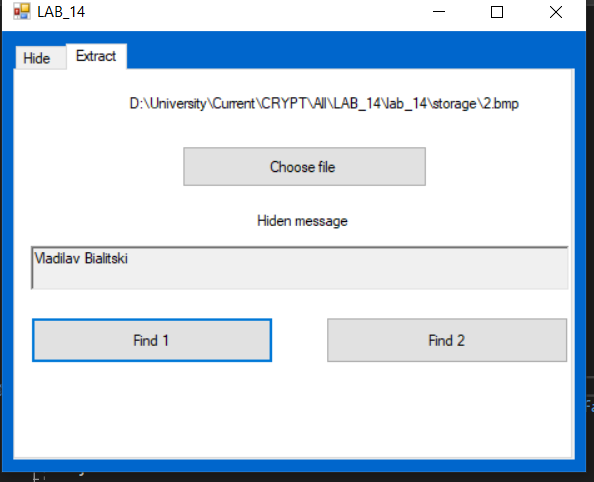 LAB_14
Hide Extract
D:\University\Current\CRYPT\All\LAB_14\lab_14\storage\2.bmp
Choose file
Hiden message
Vladilav Bialitski
Find 1 Find 2